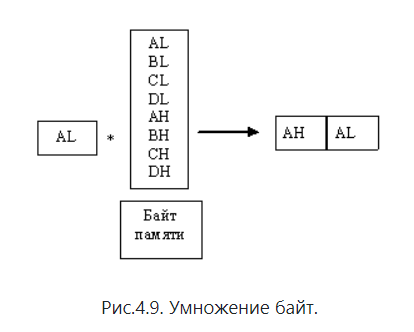 AL
BL
CL
DL
AH
BH
CH
DH
AL *
AH AL
Байт
памяти
Рис.4.9. Умножение байт.